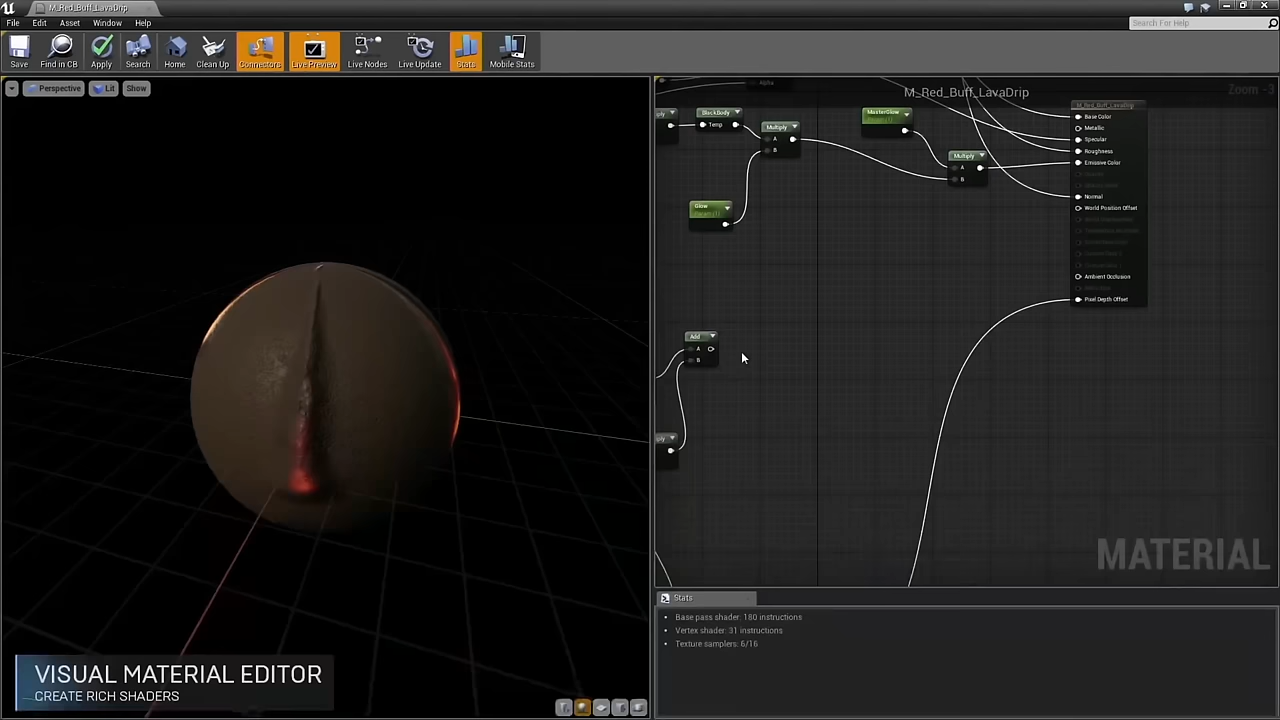 M_Red_Buff_LavaDrip
File Edit Asset Window Help
Search For Help
Save Find in CB Apply Search Home Clean Up Connectors Live Preview Live Nodes Live Update Stats Mobile Stats
Perspective Lit Show
Alpha
M_Red_Buff_LavaDrip
Zoom -3
BlackBody
Temp
Multiply
A
B
MasterGlow
Multiply
A
B
Glow
M_Red_Buff_LavaDrip
Base Color
Metallic
Specular
Roughness
Emissive Color
Normal
World Position Offset
Ambient Occlusion
Pixel Depth Offset
Add
A
B
MATERIAL
Stats
Base pass shader: 180 instructions
Vertex shader: 31 instructions
Texture samplers: 6/16
VISUAL MATERIAL EDITOR
CREATE RICH SHADERS